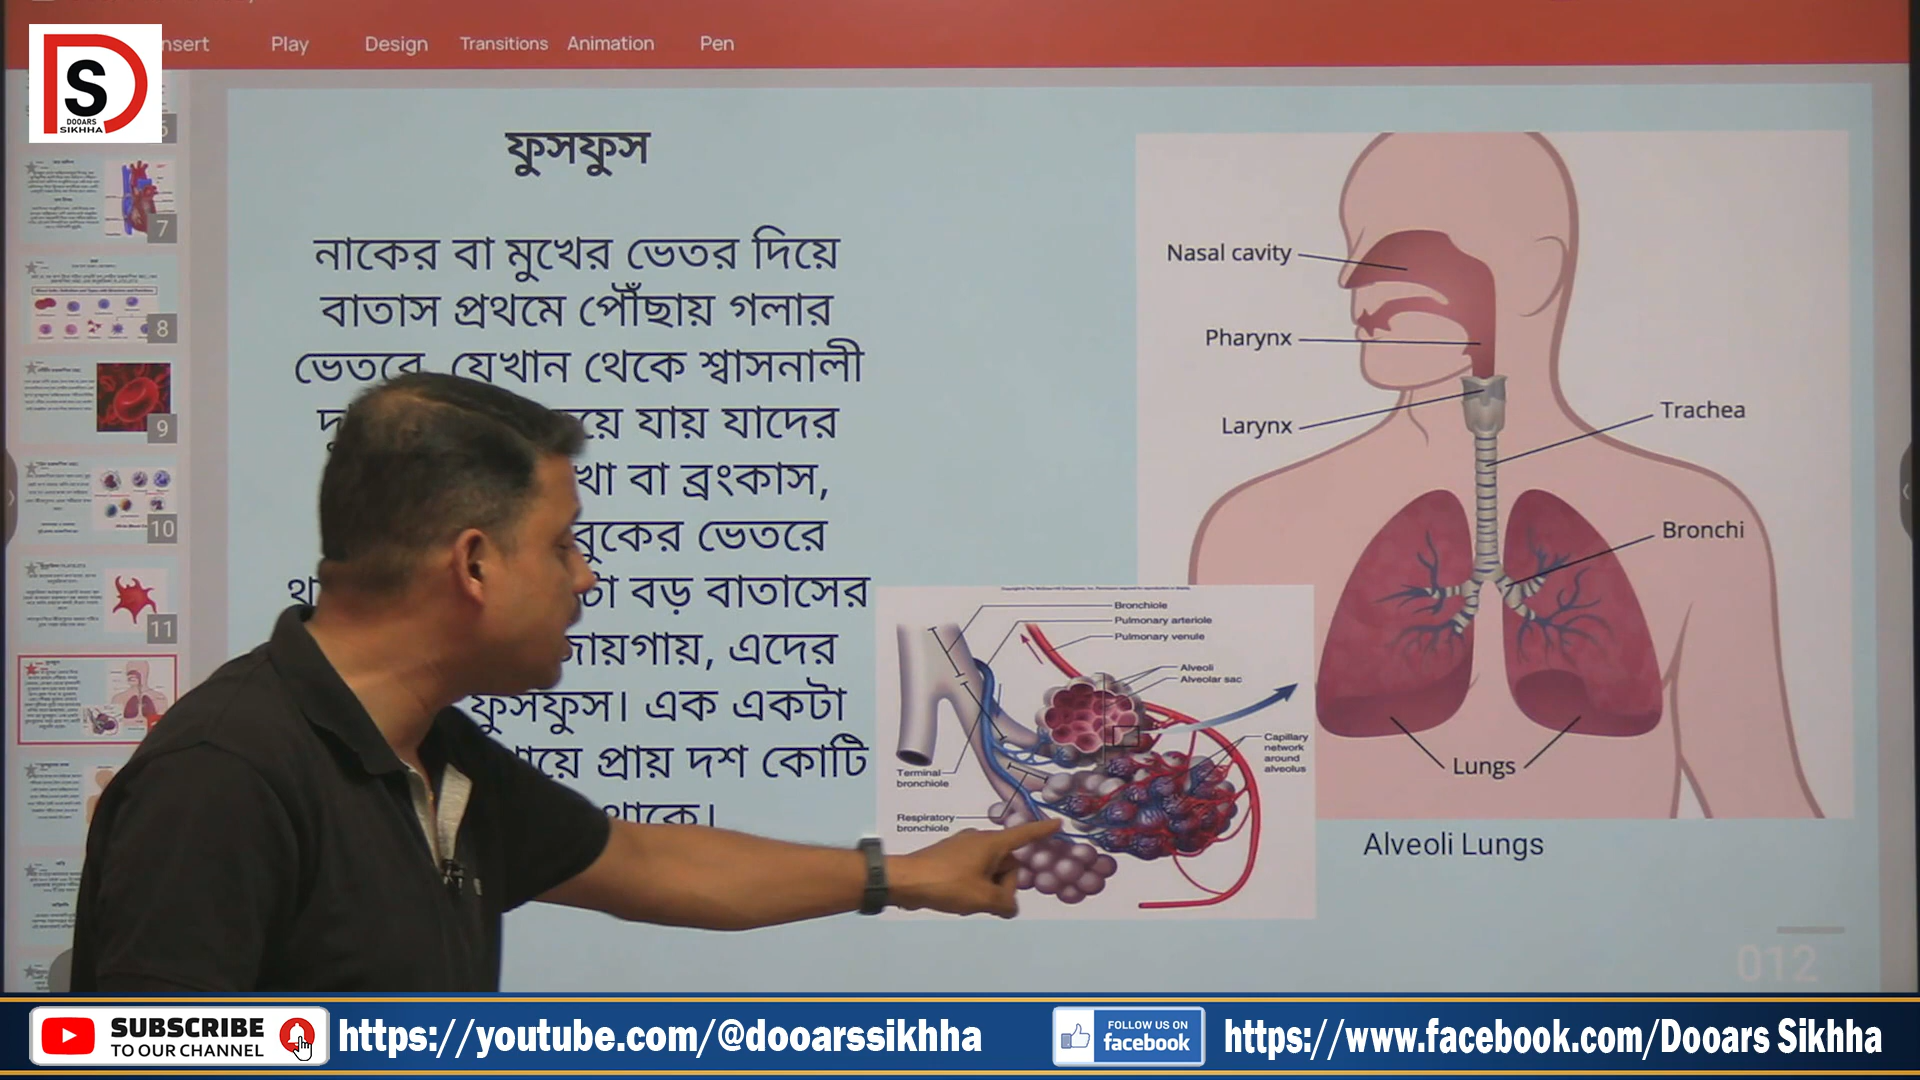 nsert Play Design Transitions Animation Pen
S
DOOARS
SIKHHA
6
7
8
9
10
11
ফুসফুস
নাকের বা মুখের ভেতর দিয়ে
বাতাস প্রথমে পৌঁছায় গলার
ভেতরে, যেখান থেকে শ্বাসনালী
য়ে যায় যাদের
খা বা ব্রংকাস,
বুকের ভেতরে
টা বড় বাতাসের
জায়গায়, এদের
ফুসফুস। এক একটা
য়ে প্রায় দশ কোটি
থাকে।
Nasal cavity
Pharynx
Larynx
Trachea
Bronchi
Lungs
Alveoli Lungs
Bronchiole
Pulmonary arteriole
Pulmonary venule
Alveoli
Alveolar sac
Capillary
network
around
alveolus
Terminal
bronchiole
Respiratory
bronchiole
012
SUBSCRIBE
TO OUR CHANNEL
https://youtube.com/@dooarssikhha
FOLLOW US ON
facebook
https://www.facebook.com/Dooars Sikhha